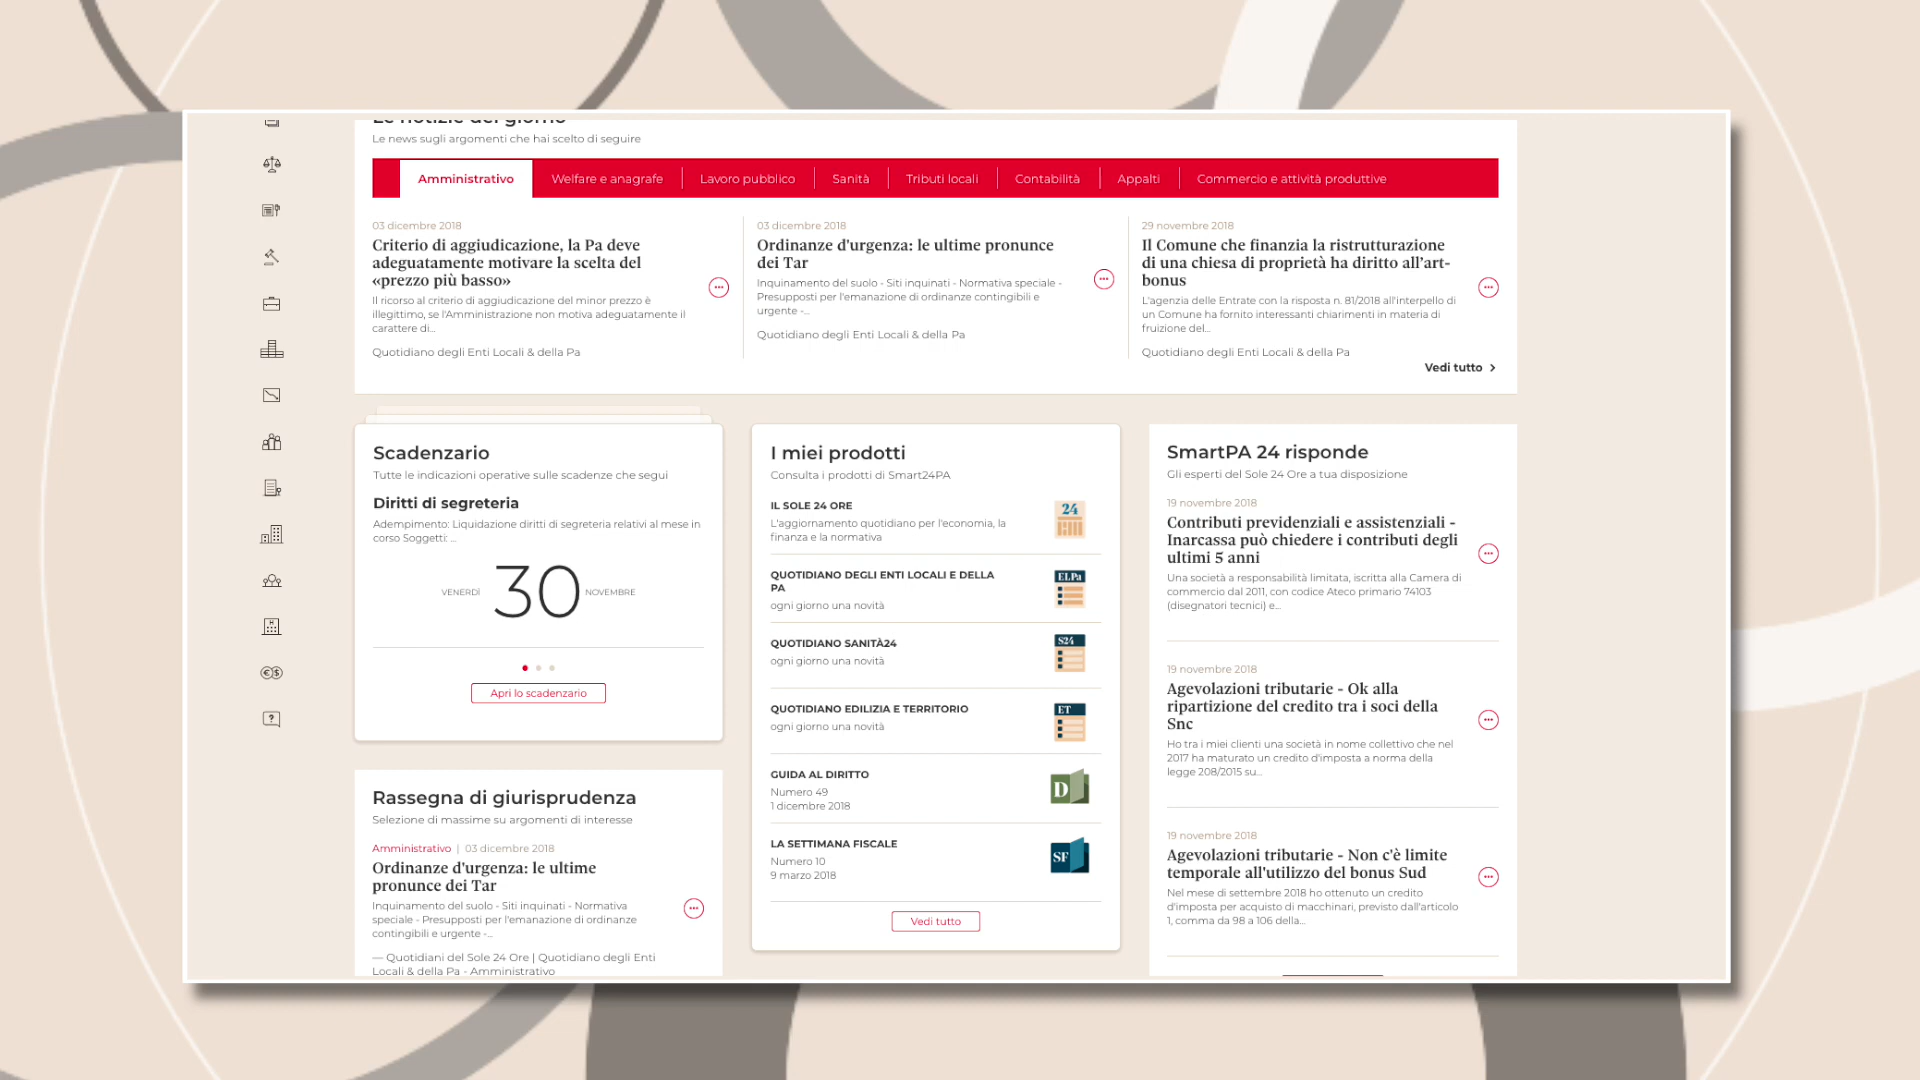 Le notizie del giorno
Le news sugli argomenti che hai scelto di seguire
Amministrativo
Welfare e anagrafe
Lavoro pubblico
Sanità
Tributi locali
Contabilità
Appalti
Commercio e attività produttive
03 dicembre 2018
Criterio di aggiudicazione, la Pa deve
adeguatamente motivare la scelta del
«prezzo più basso»
Il ricorso al criterio di aggiudicazione del minor prezzo è
illegittimo, se l'Amministrazione non motiva adeguatamente il
carattere di...
Quotidiano degli Enti Locali & della Pa
03 dicembre 2018
Ordinanze d'urgenza: le ultime pronunce
dei Tar
Inquinamento del suolo - Siti inquinati - Normativa speciale -
Presupposti per l'emanazione di ordinanze contingibili e
urgente -...
Quotidiano degli Enti Locali & della Pa
29 novembre 2018
Il Comune che finanzia la ristrutturazione
di una chiesa di proprietà ha diritto all'art-
bonus
L'agenzia delle Entrate con la risposta n. 81/2018 all'interpello di
un Comune ha fornito interessanti chiarimenti in materia di
fruizione del...
Quotidiano degli Enti Locali & della Pa
Vedi tutto
Scadenzario
Tutte le indicazioni operative sulle scadenze che segui
Diritti di segreteria
Adempimento: Liquidazione diritti di segreteria relativi al mese in
corso Soggetti: ...
VENERDÌ 30 NOVEMBRE
Apri lo scadenzario
Rassegna di giurisprudenza
Selezione di massime su argomenti di interesse
Amministrativo | 03 dicembre 2018
Ordinanze d'urgenza: le ultime
pronunce dei Tar
Inquinamento del suolo - Siti inquinati - Normativa
speciale - Presupposti per l'emanazione di ordinanze
contingibili e urgente -...
— Quotidiani del Sole 24 Ore | Quotidiano degli Enti
Locali & della Pa - Amministrativo
I miei prodotti
Consulta i prodotti di Smart24PA
IL SOLE 24 ORE
L'aggiornamento quotidiano per l'economia, la
finanza e la normativa
24
QUOTIDIANO DEGLI ENTI LOCALI E DELLA
PA
ogni giorno una novità
ELPa
QUOTIDIANO SANITÀ24
ogni giorno una novità
S24
QUOTIDIANO EDILIZIA E TERRITORIO
ogni giorno una novità
ET
GUIDA AL DIRITTO
Numero 49
1 dicembre 2018
D
LA SETTIMANA FISCALE
Numero 10
9 marzo 2018
SF
Vedi tutto
SmartPA 24 risponde
Gli esperti del Sole 24 Ore a tua disposizione
19 novembre 2018
Contributi previdenziali e assistenziali -
Inarcassa può chiedere i contributi degli
ultimi 5 anni
Una società a responsabilità limitata, iscritta alla Camera di
commercio dal 2011, con codice Ateco primario 74103
(disegnatori tecnici) e...
19 novembre 2018
Agevolazioni tributarie - Ok alla
ripartizione del credito tra i soci della
Snc
Ho tra i miei clienti una società in nome collettivo che nel
2017 ha maturato un credito d'imposta a norma della
legge 208/2015 su...
19 novembre 2018
Agevolazioni tributarie - Non c'è limite
temporale all'utilizzo del bonus Sud
Nel mese di settembre 2018 ho ottenuto un credito
d'imposta per acquisto di macchinari, previsto dall'articolo
1, comma da 98 a 106 della...